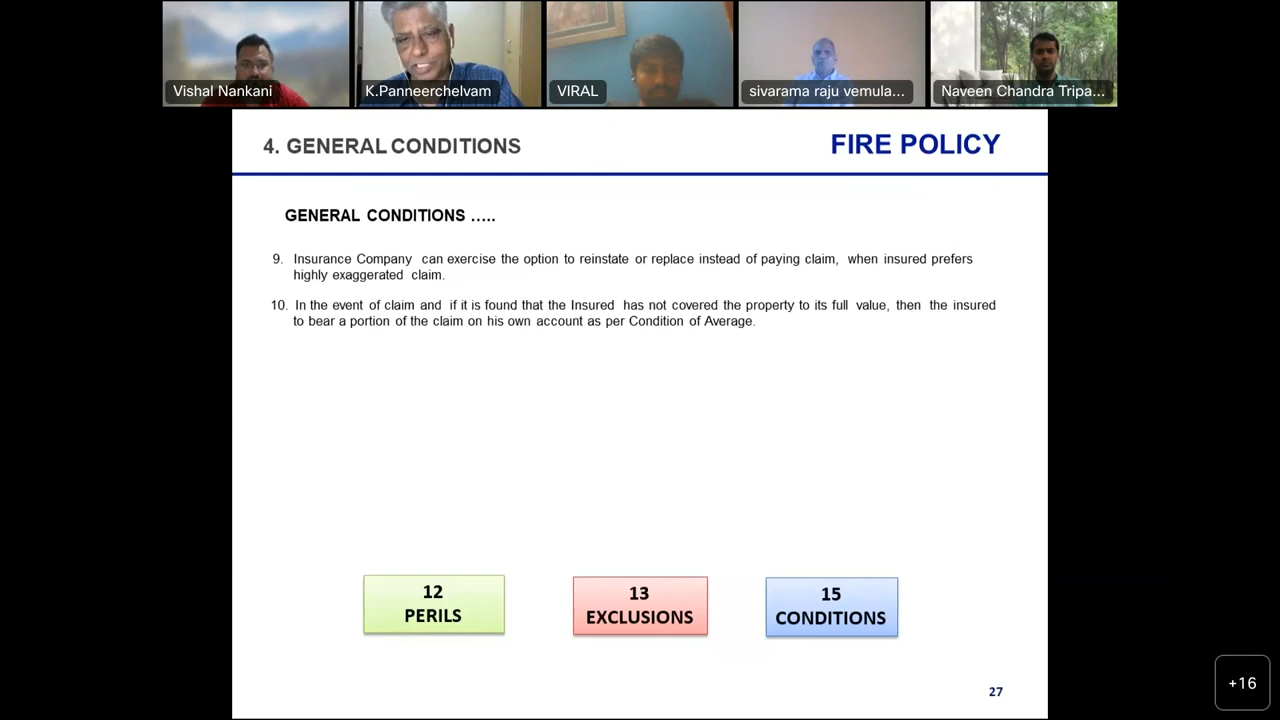 Vishal Nankani
K.Panneerchelvam
VIRAL
sivarama raju vemula...
Naveen Chandra Tripa...
4. GENERAL CONDITIONS
FIRE POLICY
GENERAL CONDITIONS .....
9. Insurance Company can exercise the option to reinstate or replace instead of paying claim, when insured prefers
highly exaggerated claim.
10. In the event of claim and if it is found that the Insured has not covered the property to its full value, then the insured
to bear a portion of the claim on his own account as per Condition of Average.
12
PERILS
13
EXCLUSIONS
15
CONDITIONS
27
+16